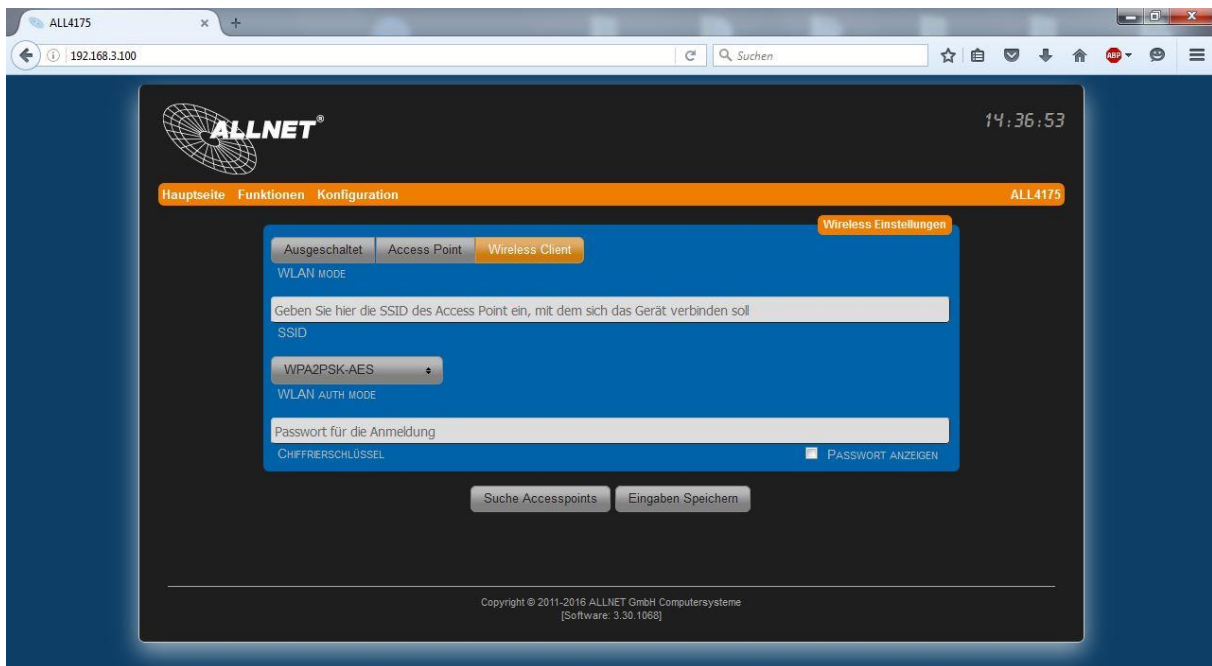 ALL4175
192.168.3.100
Suchen
ABP
ALLNET®
14:36:53
Hauptseite Funktionen Konfiguration ALL4175
Wireless Einstellungen
Ausgeschaltet Access Point Wireless Client
WLAN MODE
Geben Sie hier die SSID des Access Point ein, mit dem sich das Gerät verbinden soll
SSID
WPA2PSK-AES
WLAN AUTH MODE
Passwort für die Anmeldung
CHIFFRIERSCHLÜSSEL PASSWORT ANZEIGEN
Suche Accesspoints Eingaben Speichern
Copyright © 2011-2016 ALLNET GmbH Computersysteme
[Software: 3.30.1068]